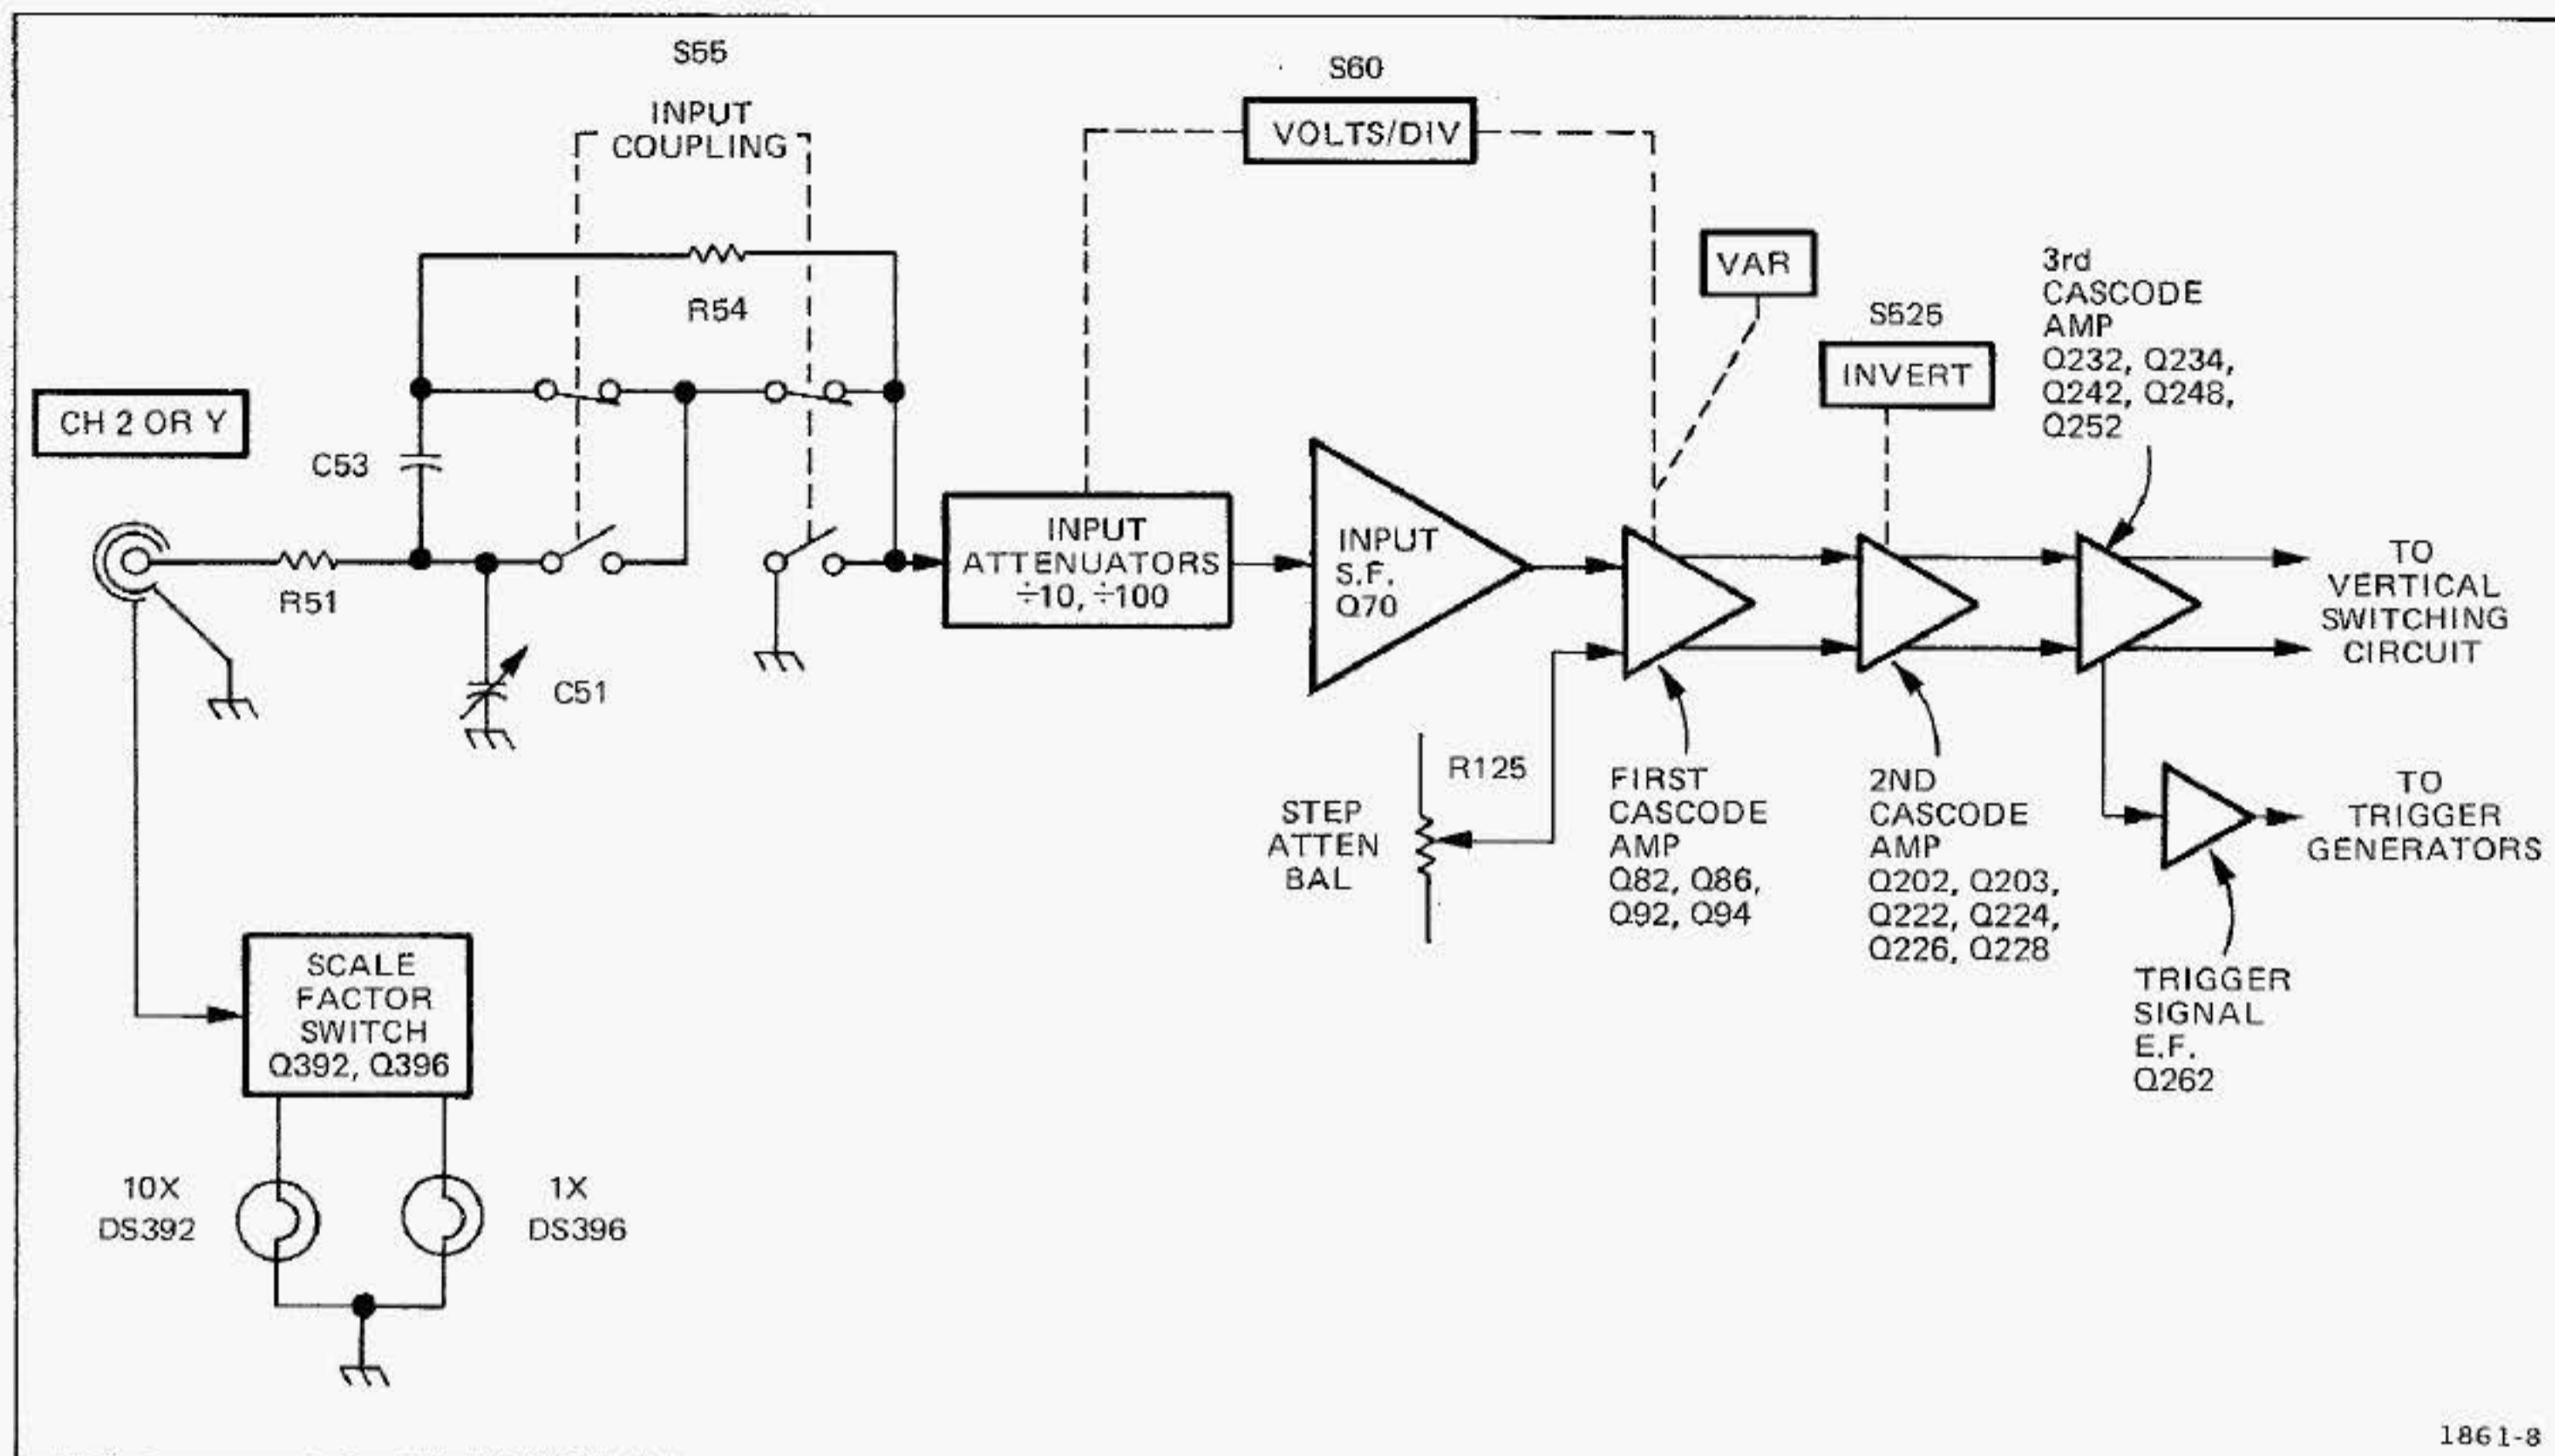 S55
INPUT
COUPLING
S60
VOLTS/DIV
R54
VAR
S525
INVERT
3rd
CASCODE
AMP
Q232, Q234,
Q242, Q248,
Q252
CH 2 OR Y
C53
R51
C51
INPUT
ATTENUATORS
÷10, ÷100
INPUT
S.F.
Q70
TO
VERTICAL
SWITCHING
CIRCUIT
R125
STEP
ATTEN
BAL
FIRST
CASCODE
AMP
Q82, Q86,
Q92, Q94
2ND
CASCODE
AMP
Q202, Q203,
Q222, Q224,
Q226, Q228
TO
TRIGGER
GENERATORS
TRIGGER
SIGNAL
E.F.
Q262
SCALE
FACTOR
SWITCH
Q392, Q396
10X
DS392
1X
DS396
1861-8